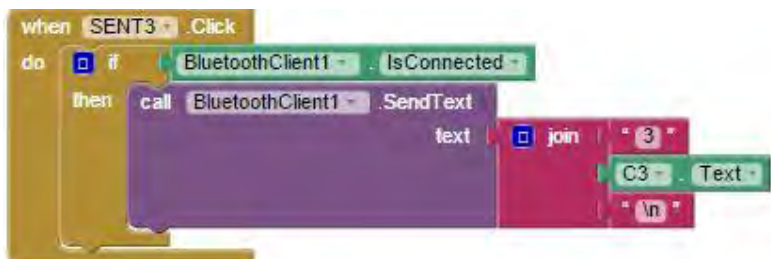 when SENT3 .Click
do if BluetoothClient1 . IsConnected
then call BluetoothClient1 .SendText
text join " 3 "
C3 . Text
" \n "